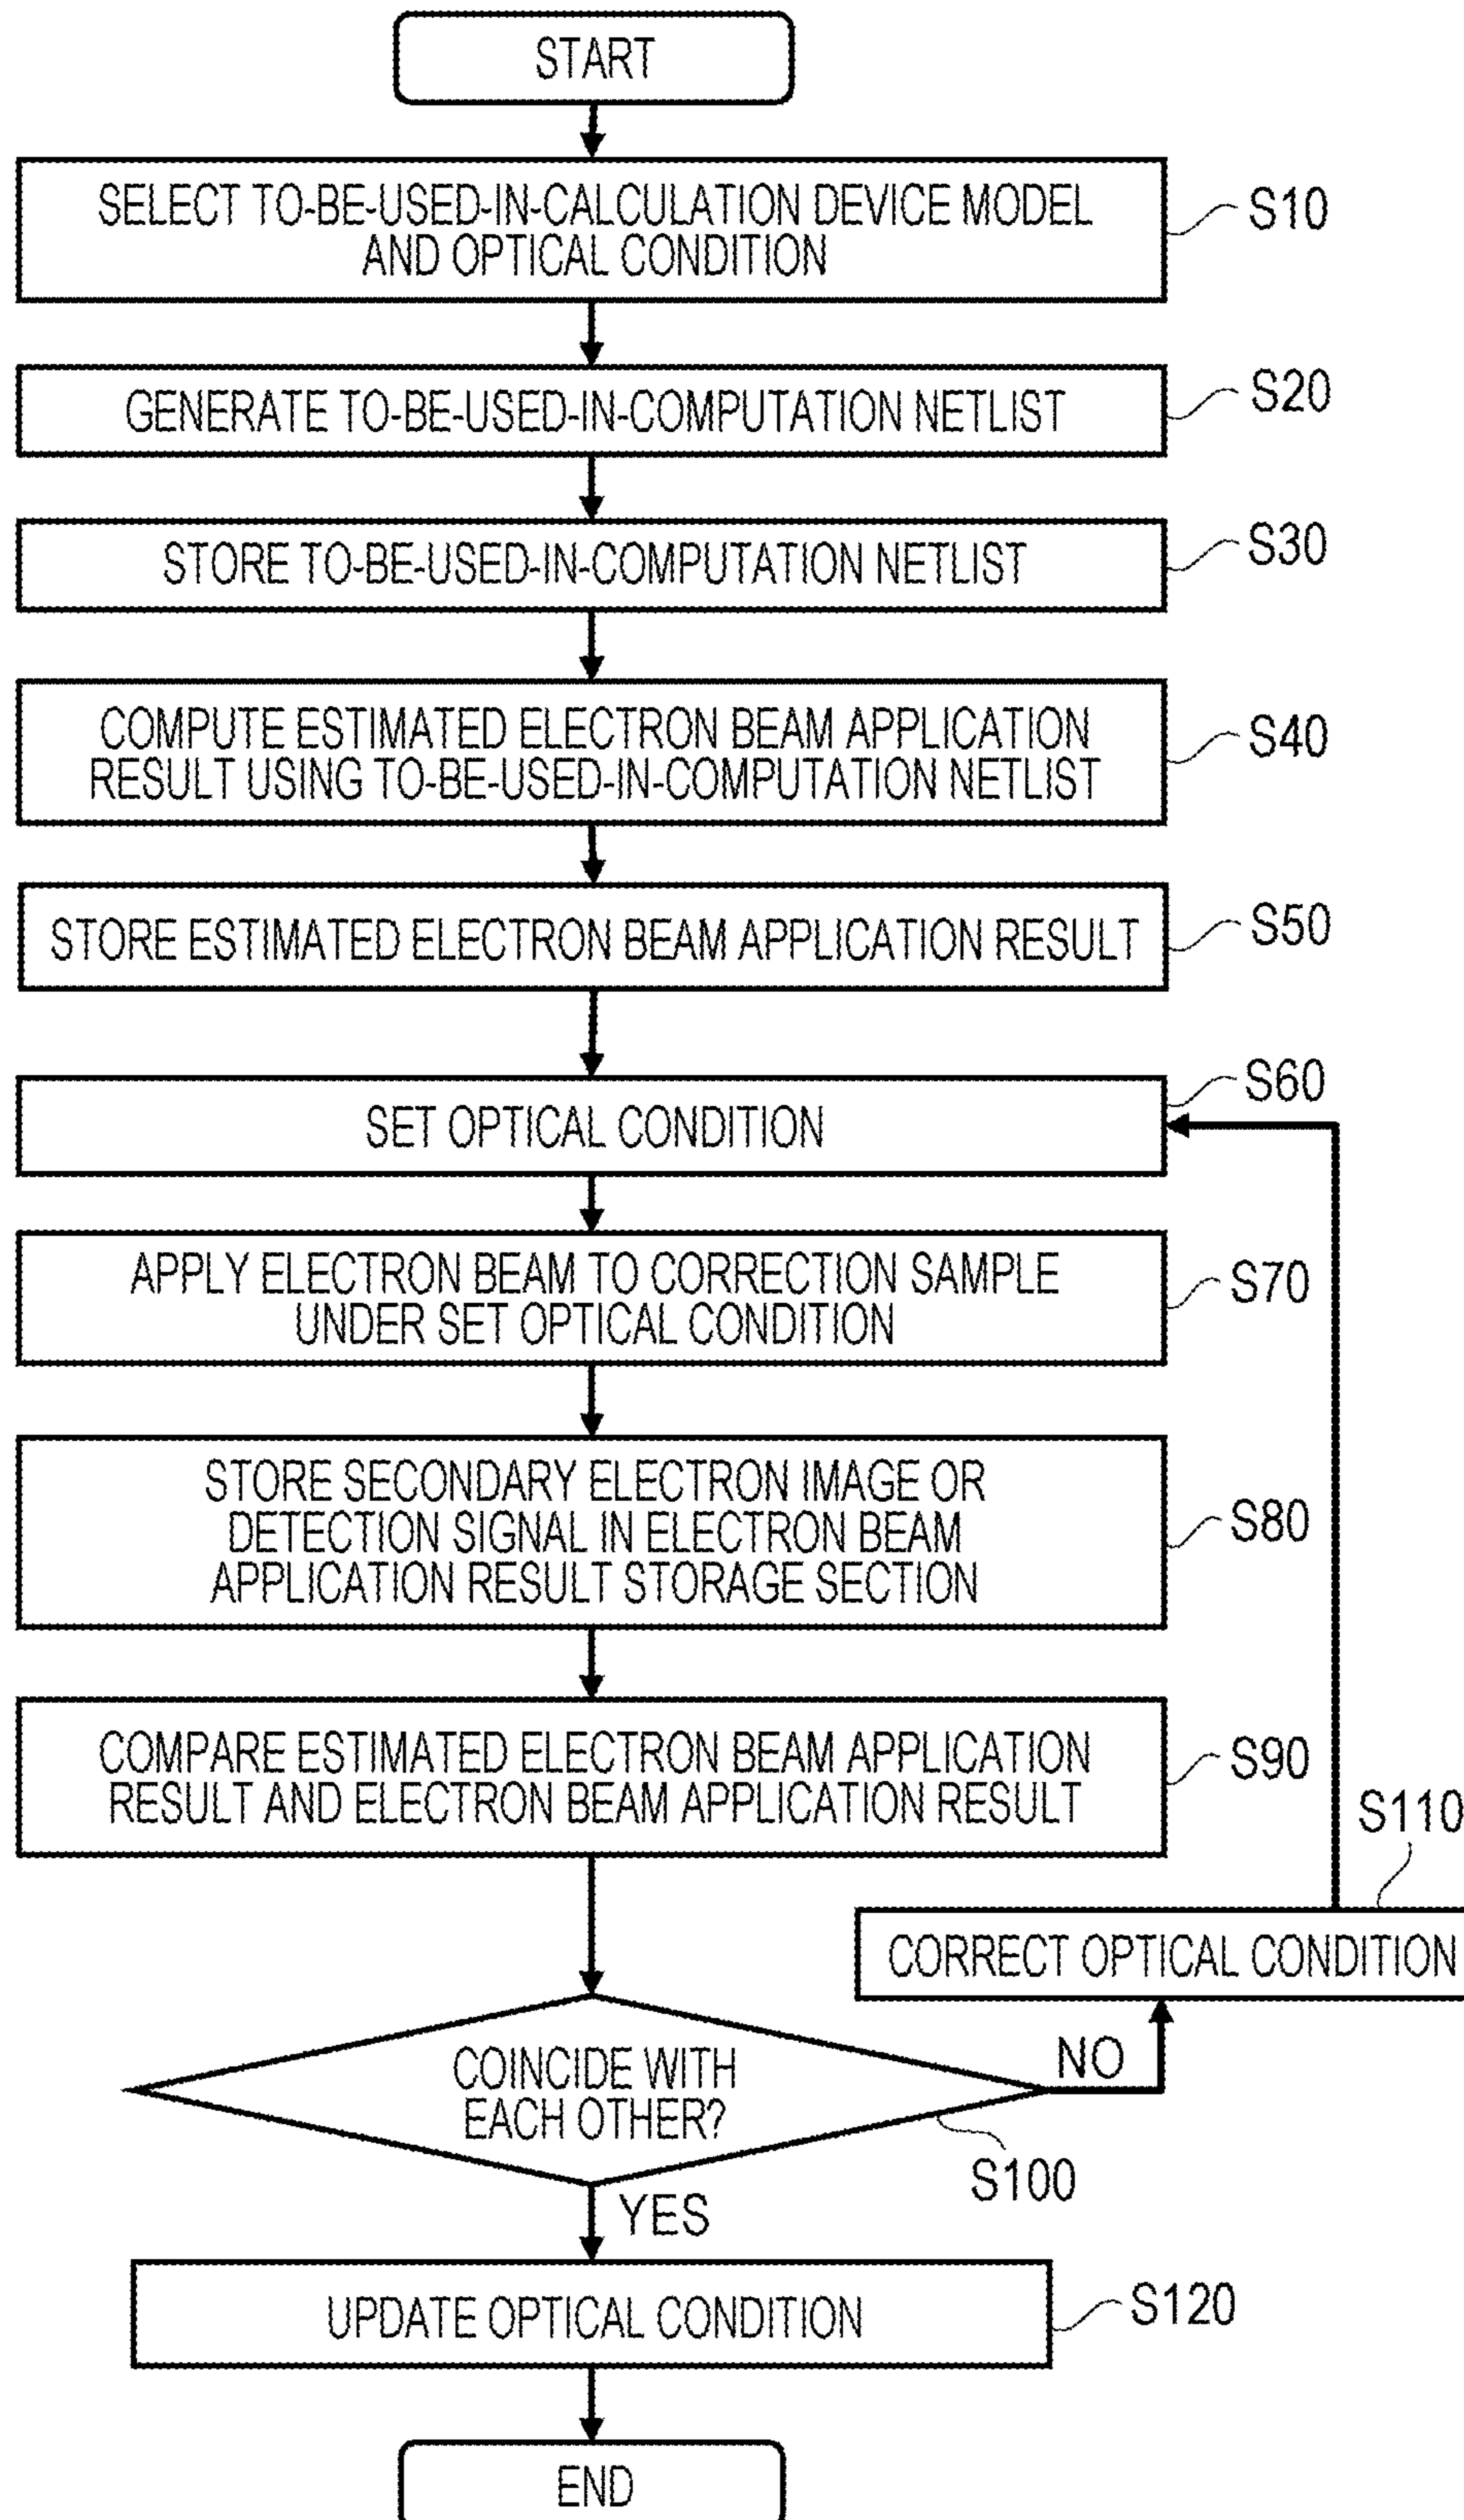 START
SELECT TO-BE-USED-IN-CALCULATION DEVICE MODEL
AND OPTICAL CONDITION
S10
GENERATE TO-BE-USED-IN-COMPUTATION NETLIST
S20
STORE TO-BE-USED-IN-COMPUTATION NETLIST
S30
COMPUTE ESTIMATED ELECTRON BEAM APPLICATION
RESULT USING TO-BE-USED-IN-COMPUTATION NETLIST
S40
STORE ESTIMATED ELECTRON BEAM APPLICATION RESULT
S50
SET OPTICAL CONDITION
S60
APPLY ELECTRON BEAM TO CORRECTION SAMPLE
UNDER SET OPTICAL CONDITION
S70
STORE SECONDARY ELECTRON IMAGE OR
DETECTION SIGNAL IN ELECTRON BEAM
APPLICATION RESULT STORAGE SECTION
S80
COMPARE ESTIMATED ELECTRON BEAM APPLICATION
RESULT AND ELECTRON BEAM APPLICATION RESULT
S90
S110
CORRECT OPTICAL CONDITION
COINCIDE WITH
EACH OTHER?
NO
S100
YES
UPDATE OPTICAL CONDITION
S120
END